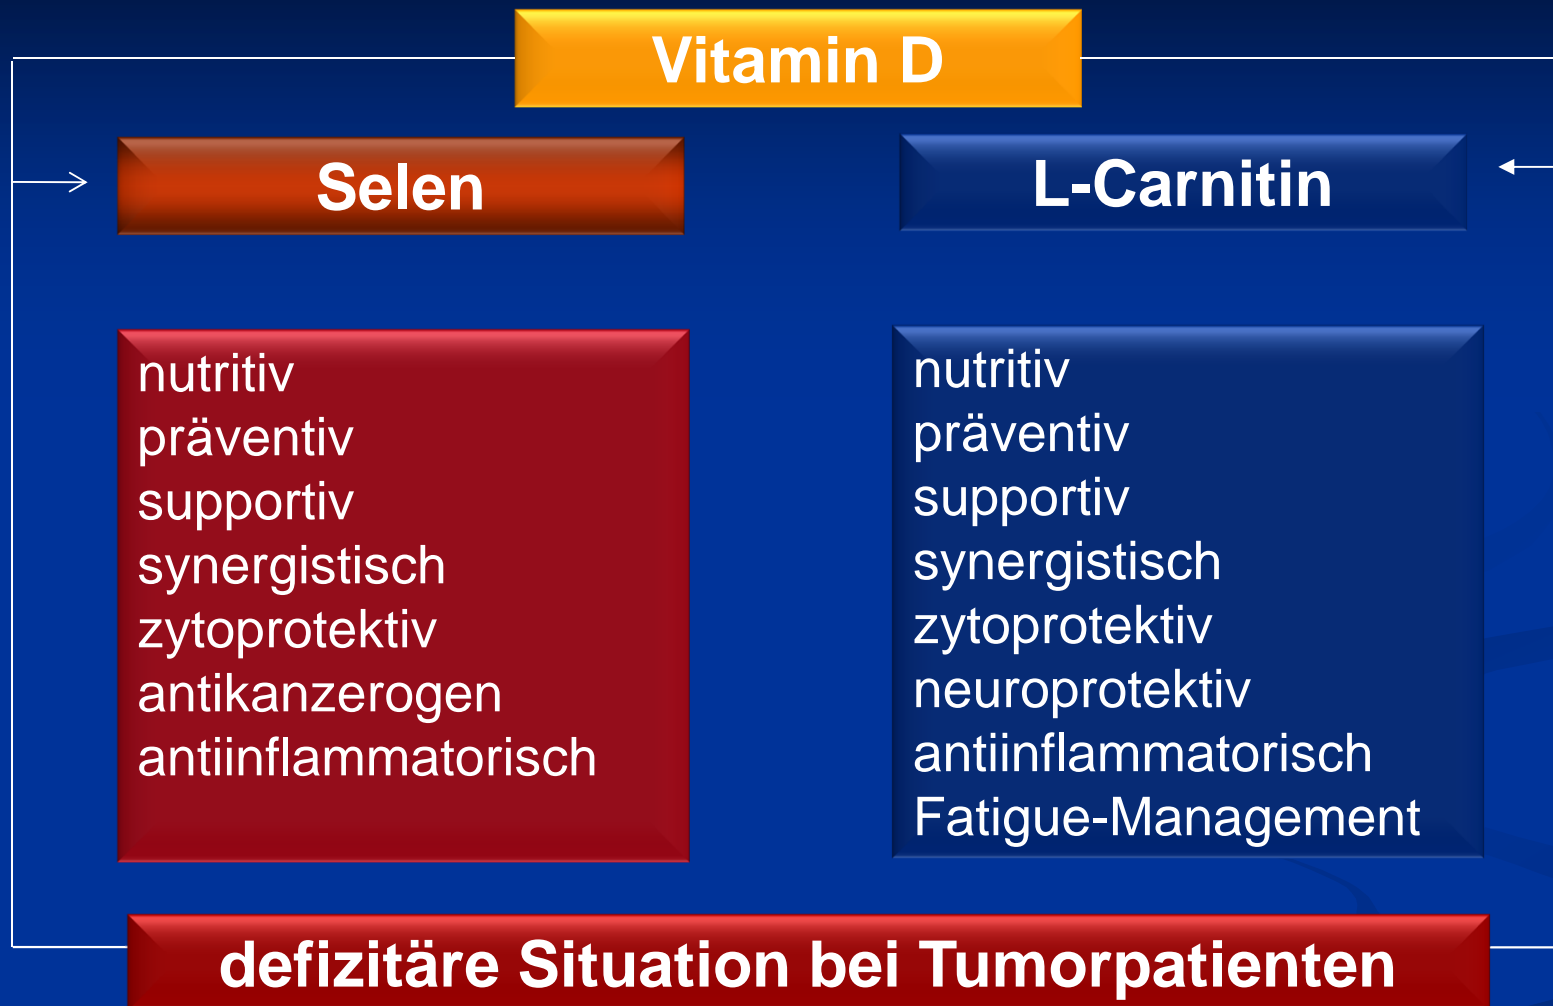 Vitamin D
Selen
L-Carnitin
nutritiv
präventiv
supportiv
synergistisch
zytoprotektiv
antikanzerogen
antiinflammatorisch
nutritiv
präventiv
supportiv
synergistisch
zytoprotektiv
neuroprotektiv
antiinflammatorisch
Fatigue-Management
defizitäre Situation bei Tumorpatienten